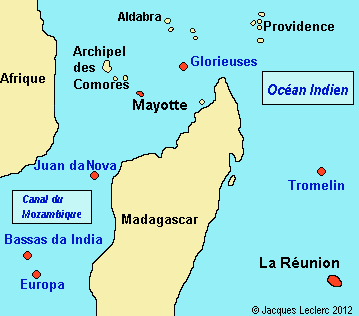 Aldabra
Providence
Archipel
des
Comores
Glorieuses
Afrique
Océan Indien
Mayotte
Juan da Nova
Tromelin
Canal du
Mozambique
Madagascar
Bassas da India
La Réunion
Europa
© Jacques Leclerc 2012